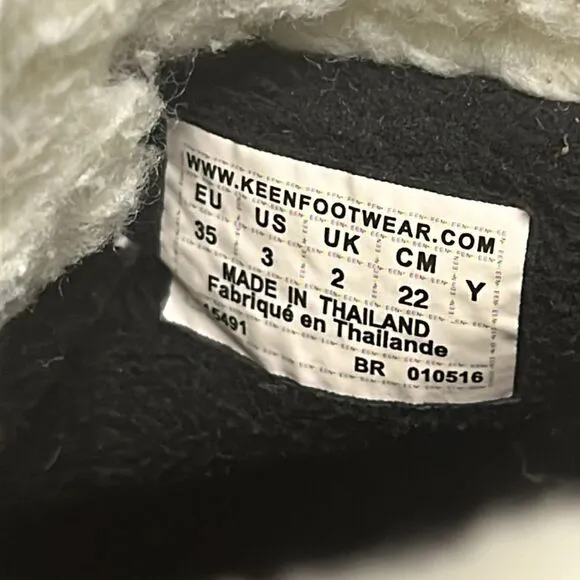 WWW.KEENFOOTWEAR.COM
EU US UK CM Y
35 3 2 22
MADE IN THAILAND
Fabriqué en Thaïlande
15491
BR 010516